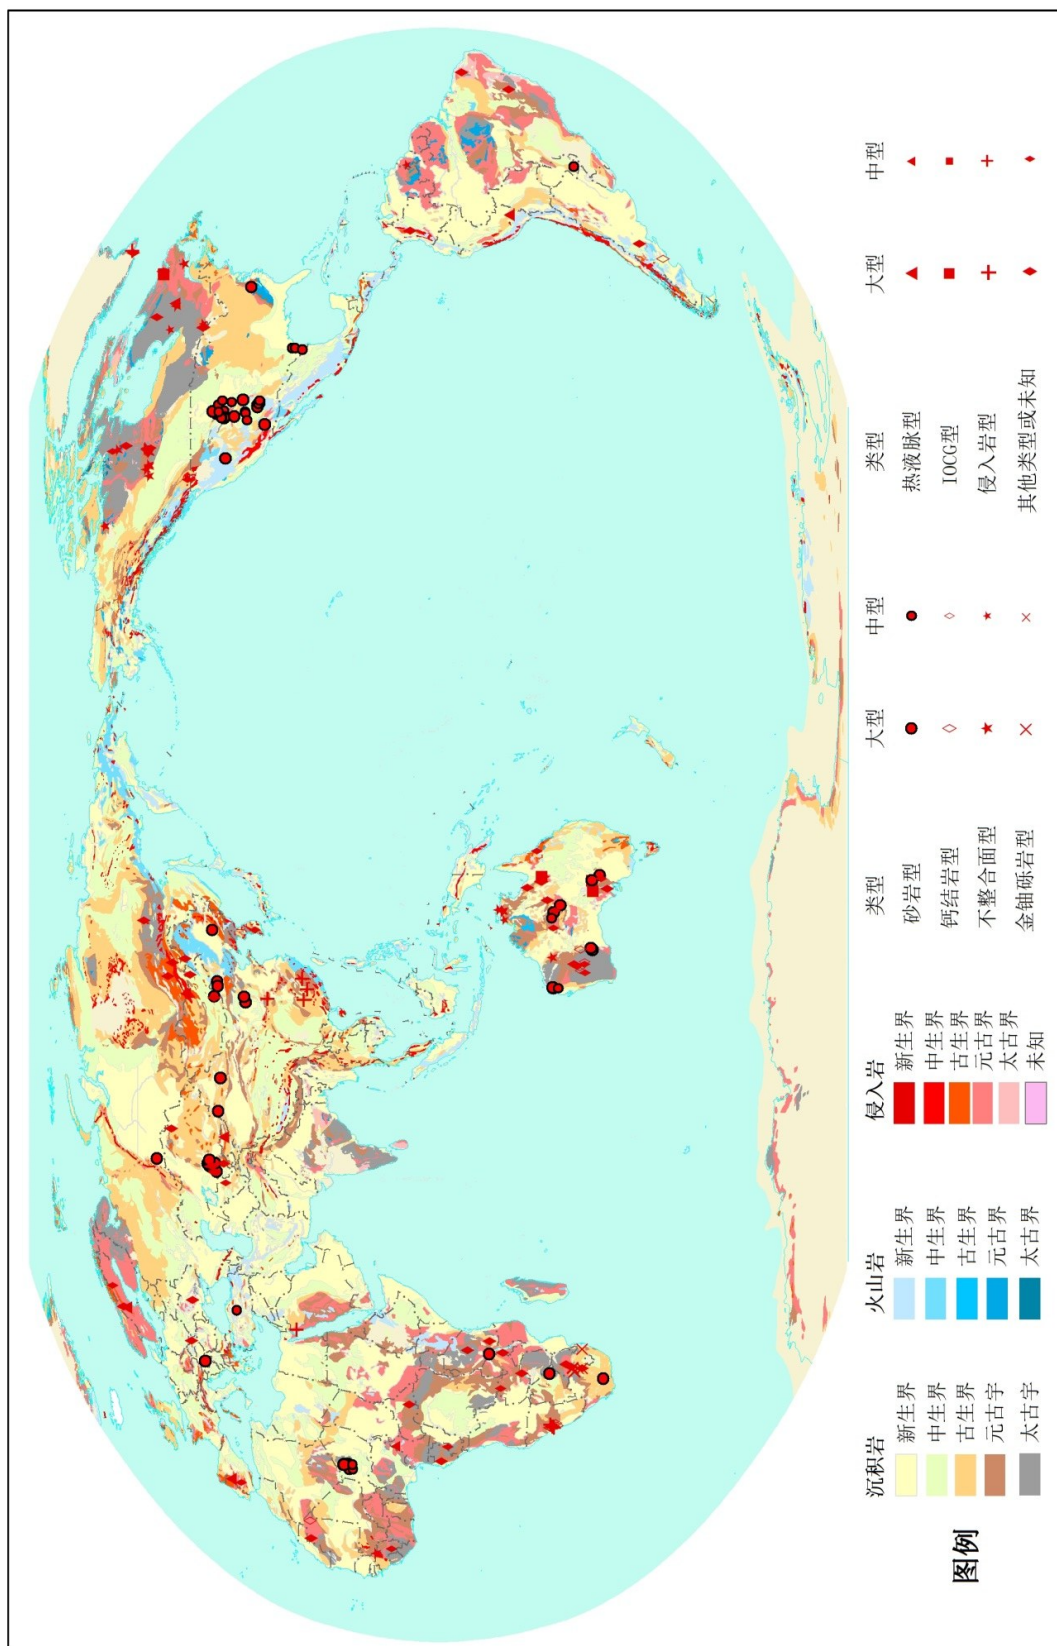 图例
沉积岩
新生界
中生界
古生界
元古宇
太古宇
火山岩
新生界
中生界
古生界
元古界
太古界
侵入岩
新生界
中生界
古生界
元古界
太古界
未知
类型 大型 中型
砂岩型
钙结岩型
不整合面型
金铀砾岩型
类型 大型 中型
热液脉型
IOCG型
侵入岩型
其他类型或未知